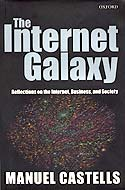 OXFORD
The
Internet
Galaxy
Reflections on the Internet, Business, and Society
MANUEL CASTELLS